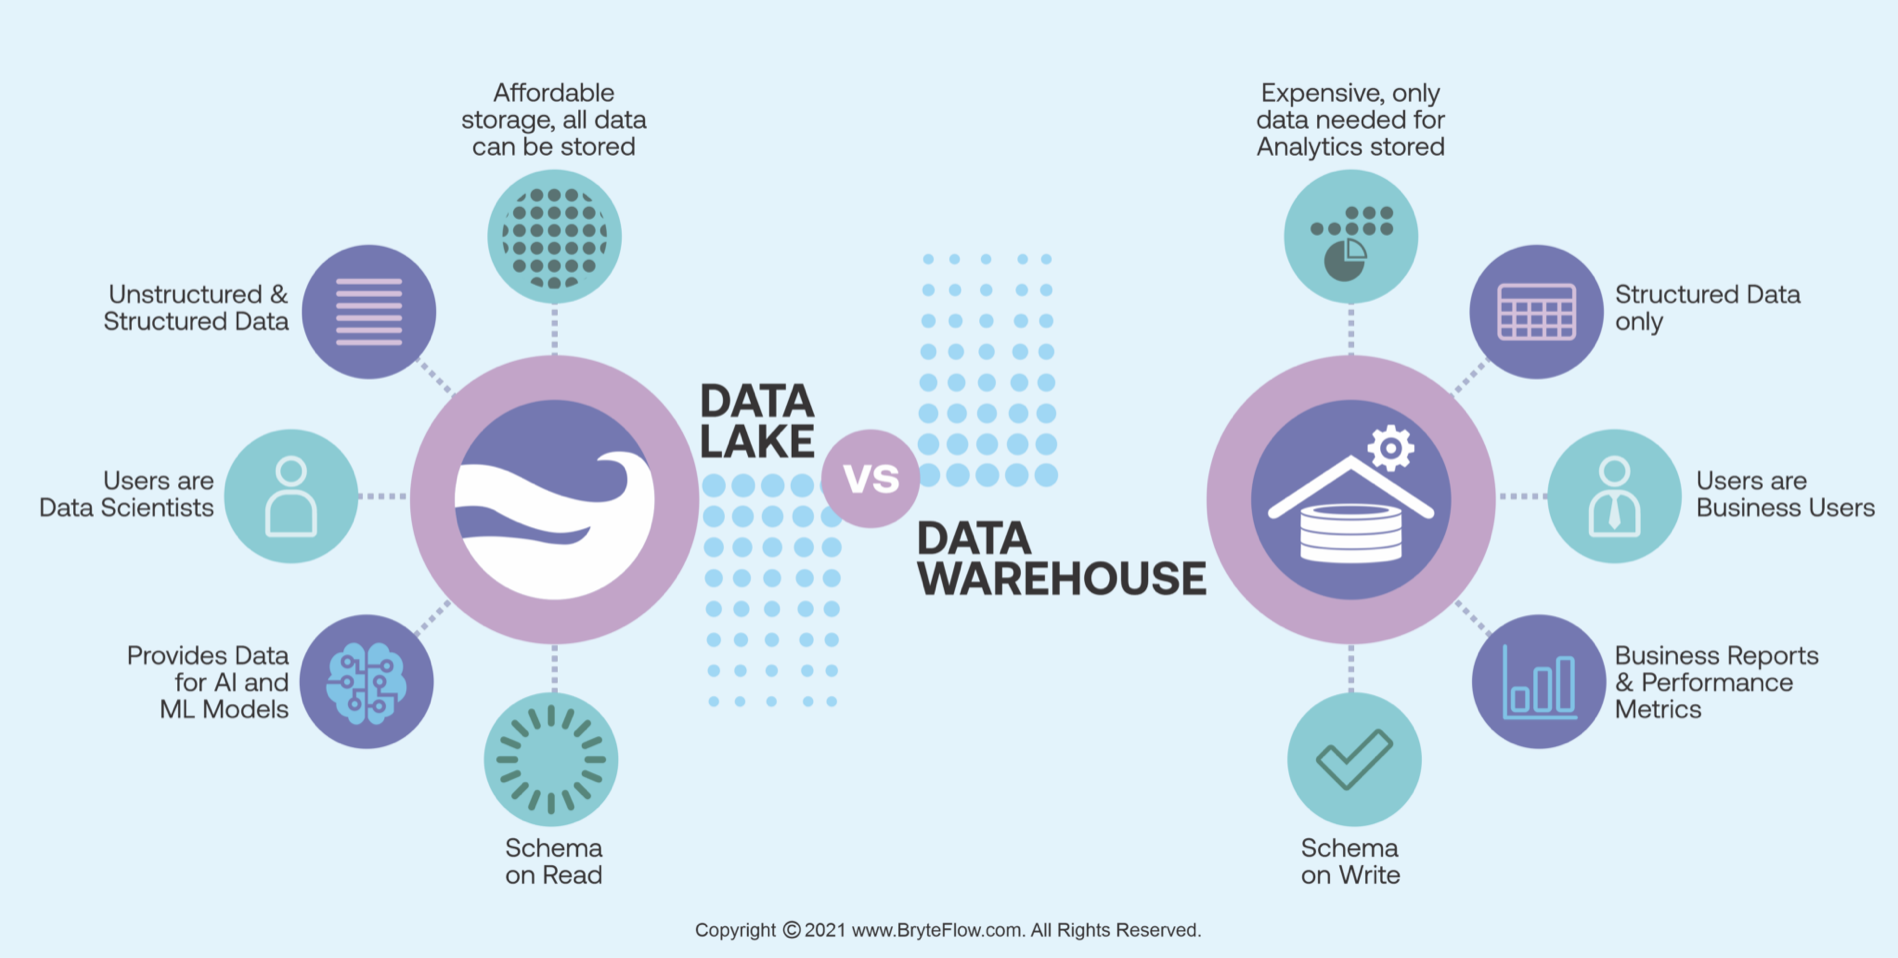 Affordable
storage, all data
can be stored
Unstructured &
Structured Data
Users are
Data Scientists
Provides Data
for AI and
ML Models
Schema
on Read
DATA
LAKE
VS
DATA
WAREHOUSE
Expensive, only
data needed for
Analytics stored
Structured Data
only
Users are
Business Users
Business Reports
& Performance
Metrics
Schema
on Write
Copyright © 2021 www.BryteFlow.com. All Rights Reserved.